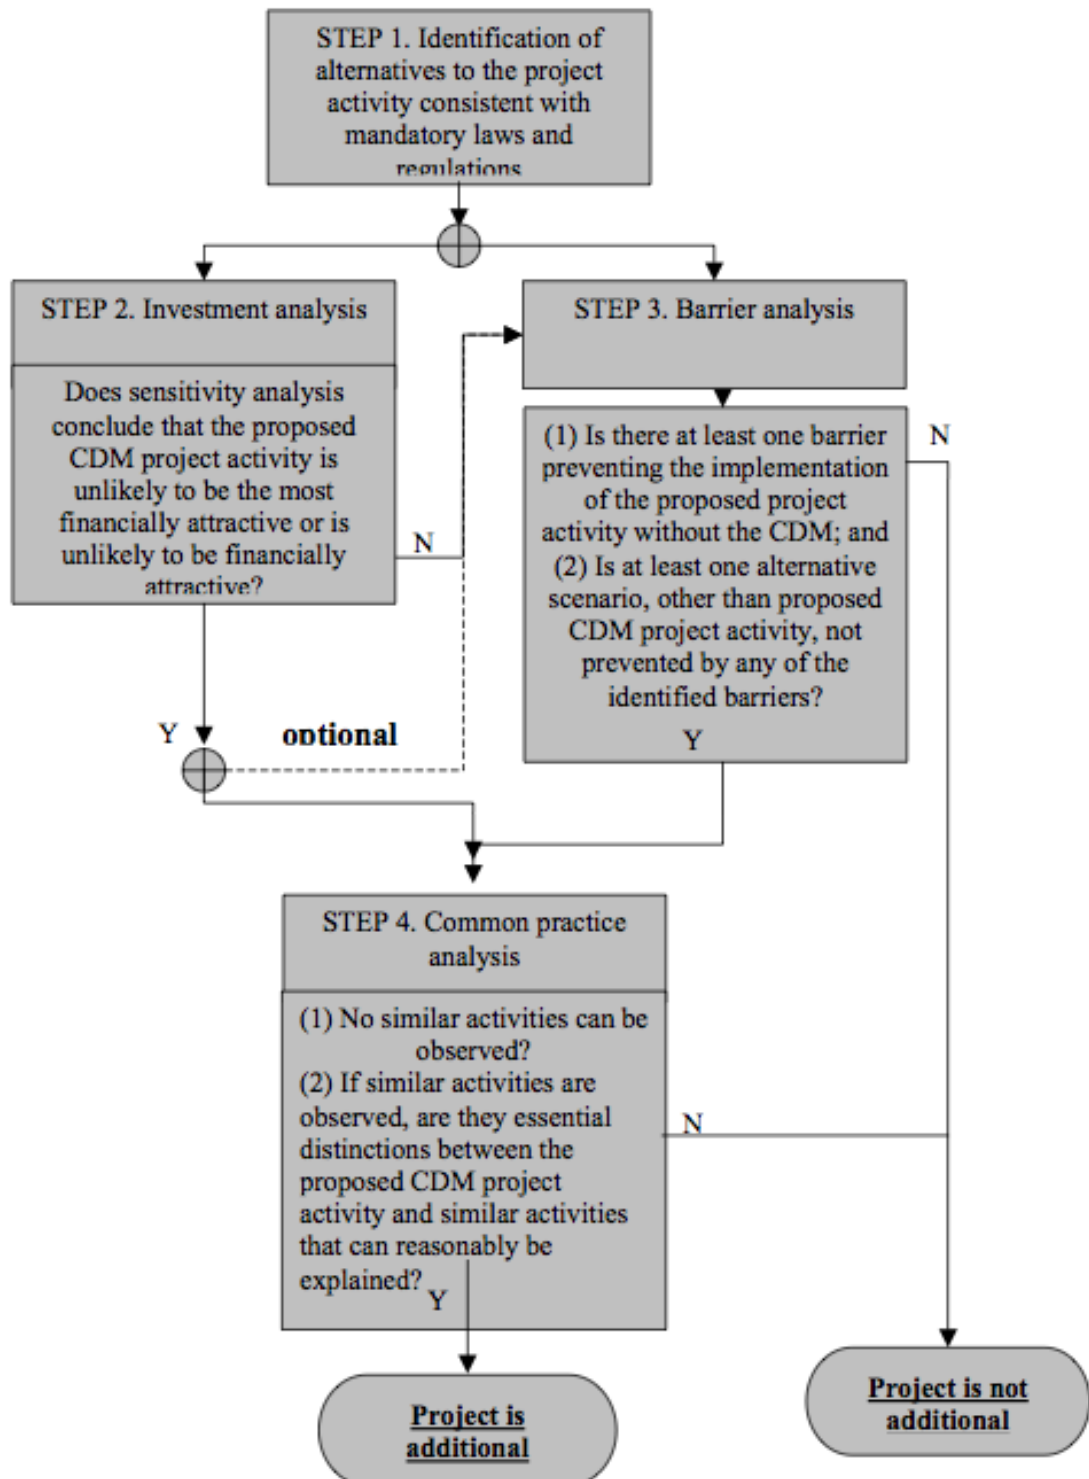 STEP 1. Identification of
alternatives to the project
activity consistent with
mandatory laws and
regulations
STEP 2. Investment analysis
Does sensitivity analysis
conclude that the proposed
CDM project activity is
unlikely to be the most
financially attractive or is
unlikely to be financially
attractive?
N
Y
optional
STEP 3. Barrier analysis
(1) Is there at least one barrier
preventing the implementation
of the proposed project
activity without the CDM; and
(2) Is at least one alternative
scenario, other than proposed
CDM project activity, not
prevented by any of the
identified barriers?
Y
N
STEP 4. Common practice
analysis
(1) No similar activities can be
observed?
(2) If similar activities are
observed, are they essential
distinctions between the
proposed CDM project
activity and similar activities
that can reasonably be
explained?
Y
N
Project is
additional
Project is not
additional